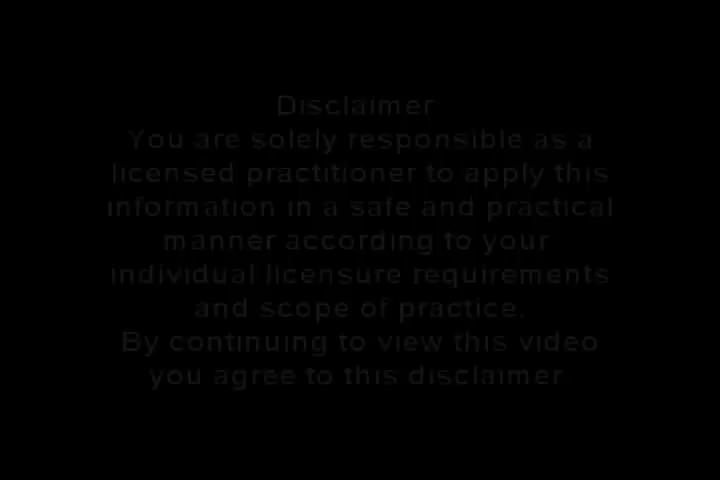 Disclaimer
You are solely responsible as a
licensed practitioner to apply this
information in a safe and practical
manner according to your
individual licensure requirements
and scope of practice.
By continuing to view this video
you agree to this disclaimer